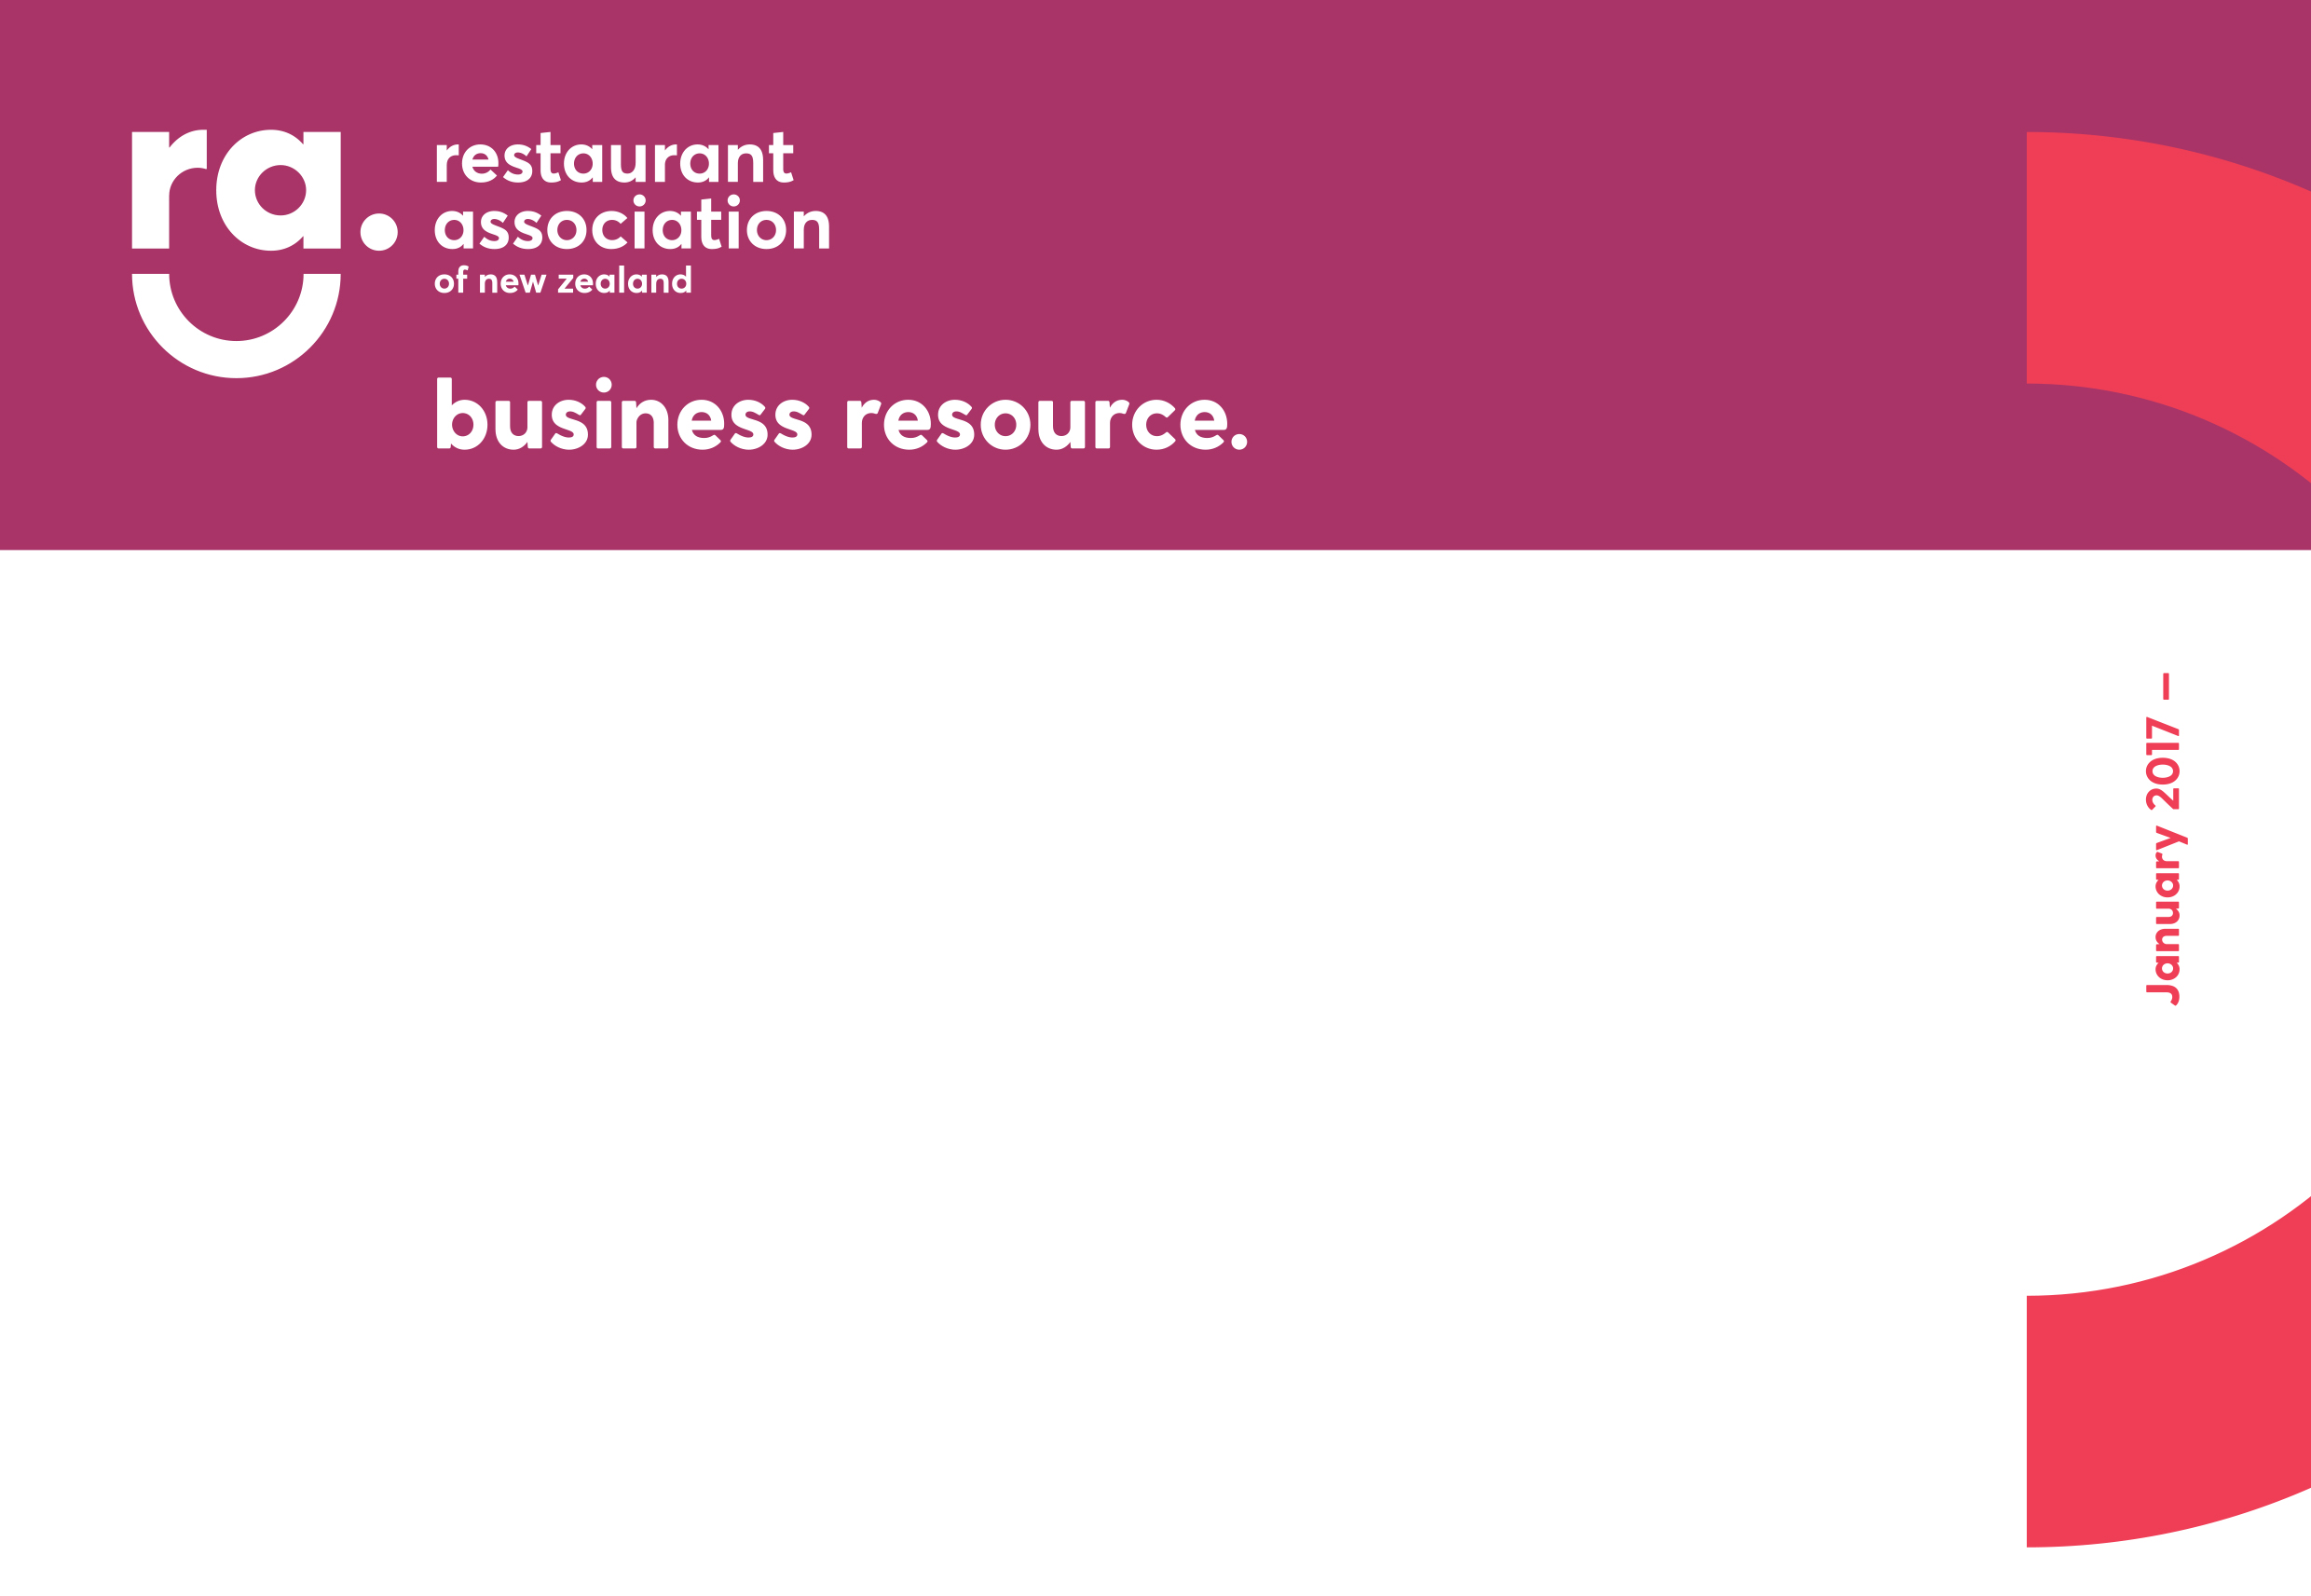 ra.
restaurant
association
of new zealand
business resource.
January 2017 —